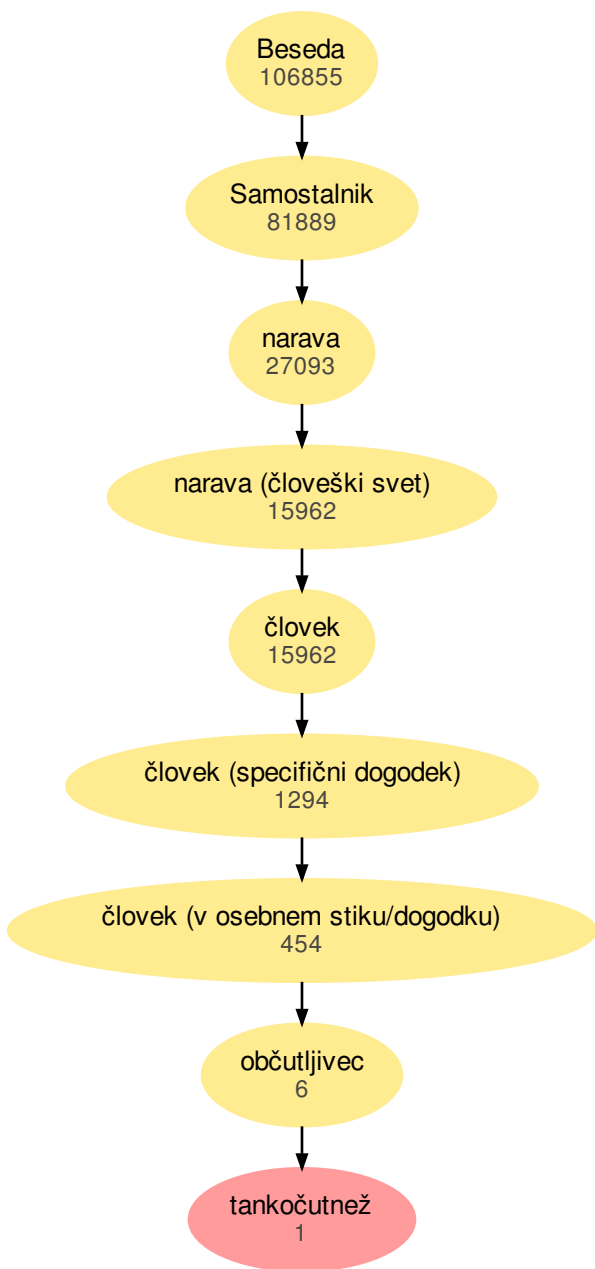 Beseda
106855
Samostalnik
81889
narava
27093
narava (človeški svet)
15962
človek
15962
človek (specifični dogodek)
1294
človek (v osebnem stiku/dogodku)
454
občutljivec
6
tankočutnež
1